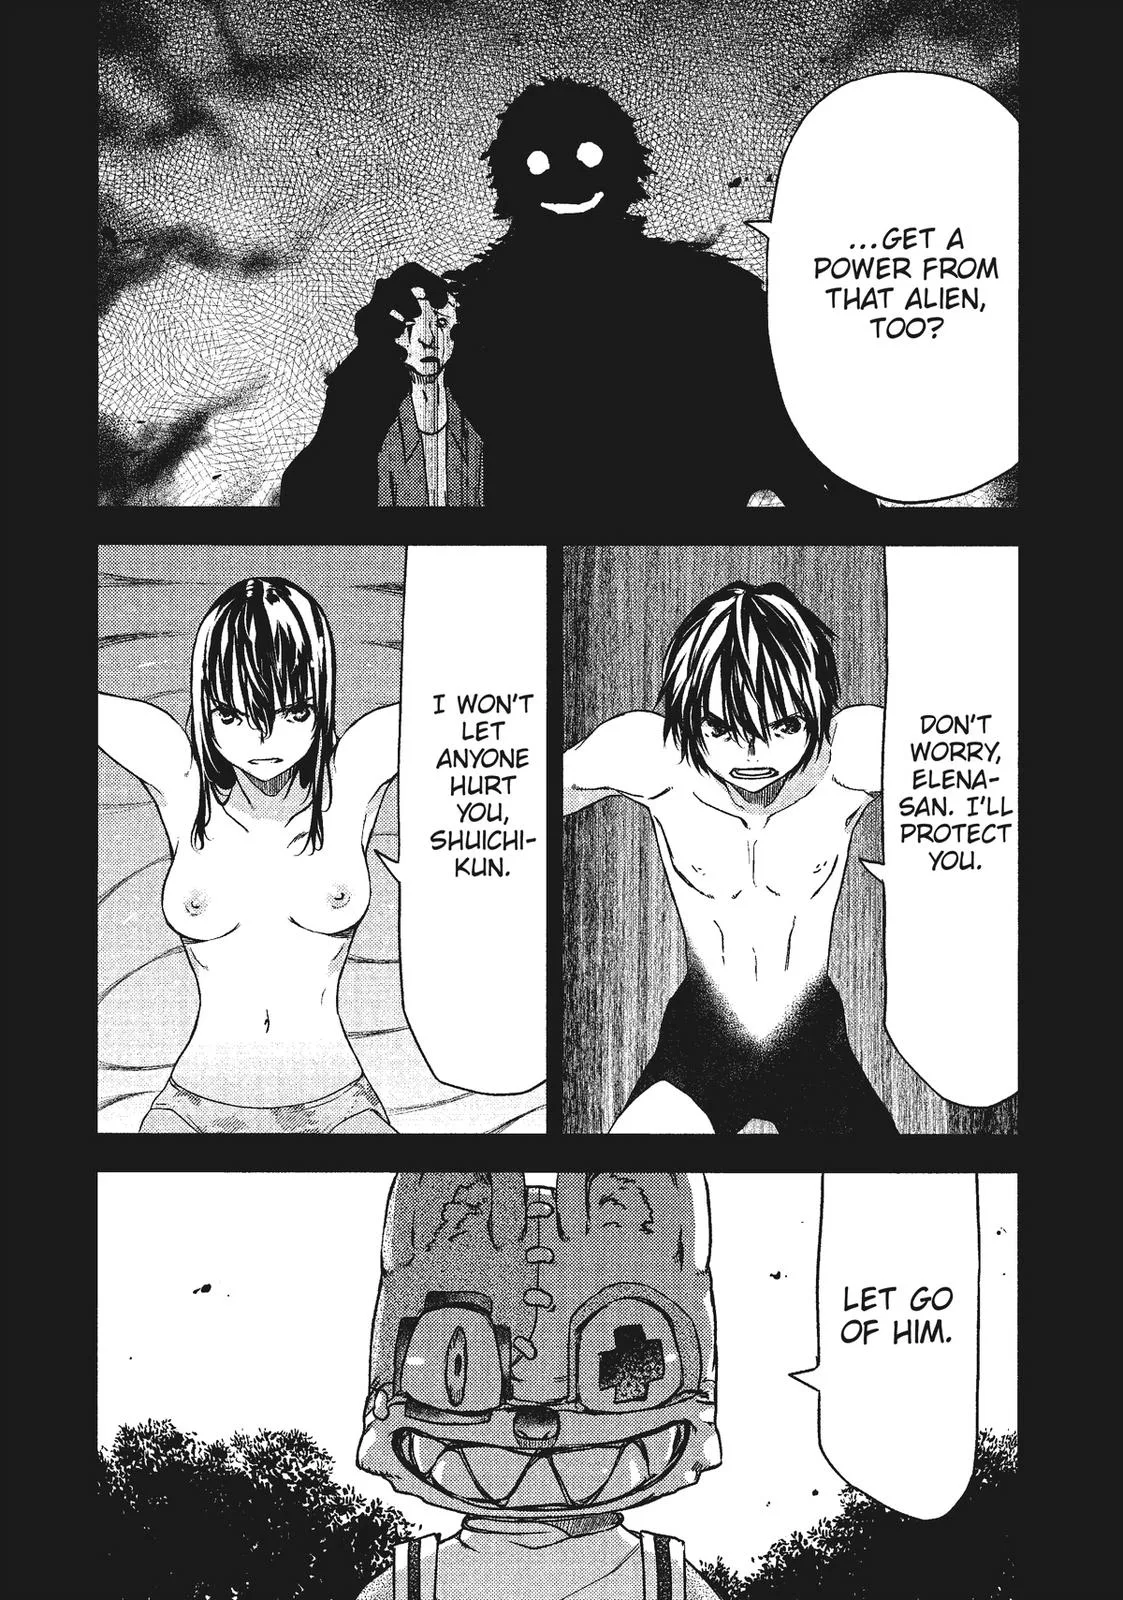 ...GET A
POWER FROM
THAT ALIEN,
TOO?
DON'T
WORRY,
ELENA-
SAN. I'LL
PROTECT
YOU.
I WON'T
LET
ANYONE
HURT
YOU,
SHUICHI-
KUN.
LET GO
OF HIM.